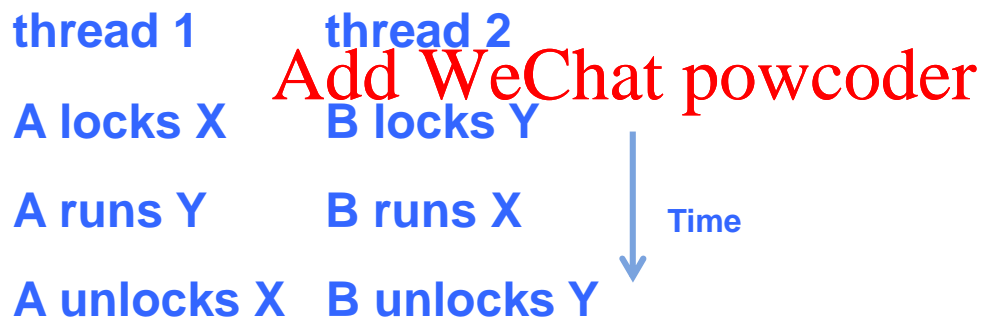 thread 1 thread 2
Add WeChat powcoder
A locks X B locks Y
A runs Y B runs X
Time
A unlocks X B unlocks Y